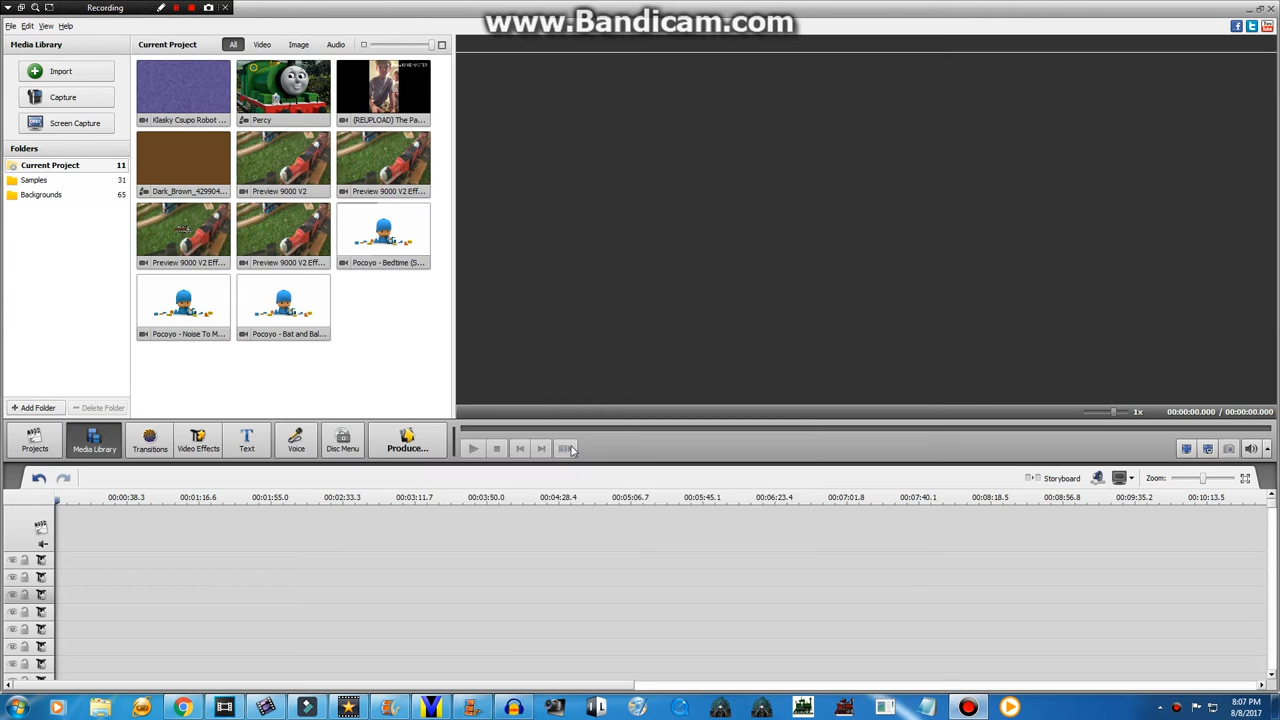 Recording
www.Bandicam.com
File Edit View Help
Media Library
Current Project
All
Video
Image
Audio
Import
Capture
Screen Capture
Folders
Current Project 11
Samples 31
Backgrounds 65
Klasky Csupo Robot ...
Percy
(REUPLOAD) The Pa...
Dark_Brown_429904...
Preview 9000 V2
Preview 9000 V2 Eff...
Preview 9000 V2 Eff...
Preview 9000 V2 Eff...
Pocoyo - Bedtime (S...
Pocoyo - Noise To M...
Pocoyo - Bat and Bal...
Add Folder
Delete Folder
1x
00:00:00.000 / 00:00:00.000
Projects
Media Library
Transitions
Video Effects
Text
Voice
Disc Menu
Produce...
Storyboard
Zoom:
00:00:38.3 00:01:16.6 00:01:55.0 00:02:33.3 00:03:11.7 00:03:50.0 00:04:28.4 00:05:06.7 00:05:45.1 00:06:23.4 00:07:01.8 00:07:40.1 00:08:18.5 00:08:56.8 00:09:35.2 00:10:13.5
8:07 PM
8/8/2017